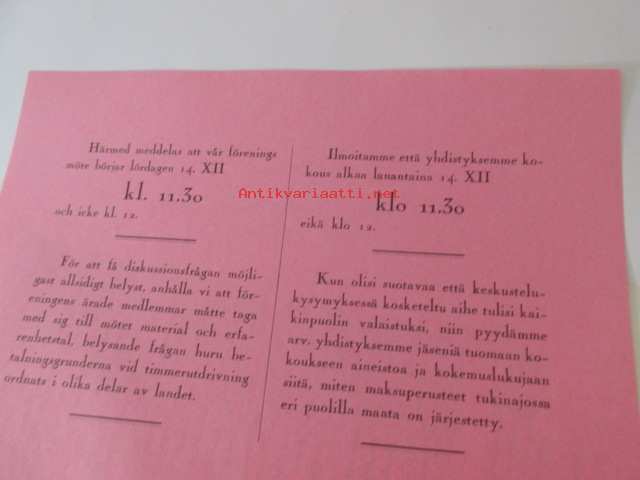 Härmed meddelas att vår förenings
möte börjar lördagen 14. XII
kl. 11.30
och icke kl. 12.
För att få diskussionsfrågan möjli-
gast allsidigt belyst, anhålla vi att för-
eningens ärade medlemmar måtte taga
med sig till mötet material och erfa-
renhetstal, belysande frågan huru be-
talningsgrunderna vid timmerutdrivning
ordnats i olika delar av landet.
Ilmoitamme että yhdistyksemme ko-
kous alkaa lauantaina 14. XII
klo 11.30
eikä klo 12.
Kun olisi suotavaa että keskustelu-
kysymyksessä kosketeltu aihe tulisi kai-
kinpuolin valaistuksi, niin pyydämme
arv. yhdistyksemme jäseniä tuomaan ko-
koukseen aineistoa ja kokemuslukujaan
siitä, miten maksuperusteet tukinajossa
eri puolilla maata on järjestetty.
Antikvariaatti.net